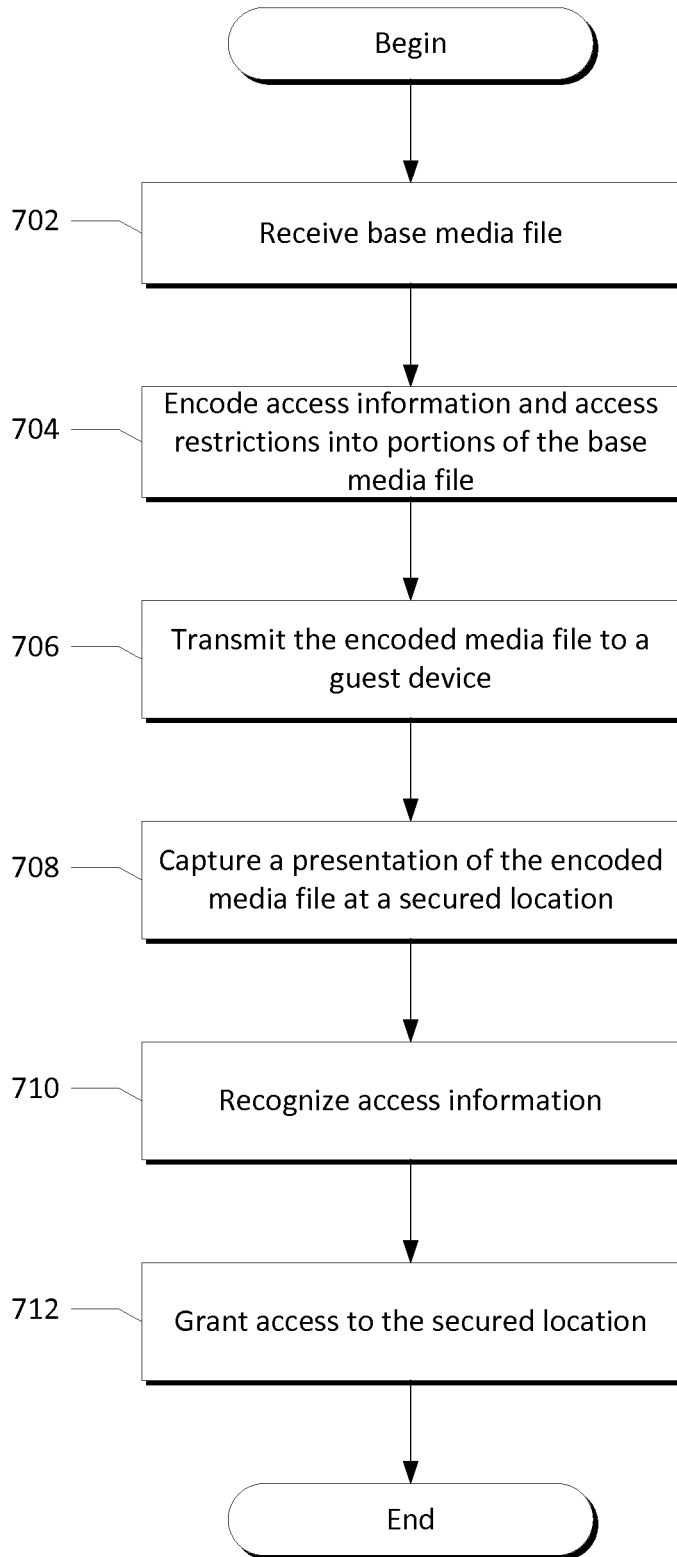 Begin
702
Receive base media file
704
Encode access information and access
restrictions into portions of the base
media file
706
Transmit the encoded media file to a
guest device
708
Capture a presentation of the encoded
media file at a secured location
710
Recognize access information
712
Grant access to the secured location
End